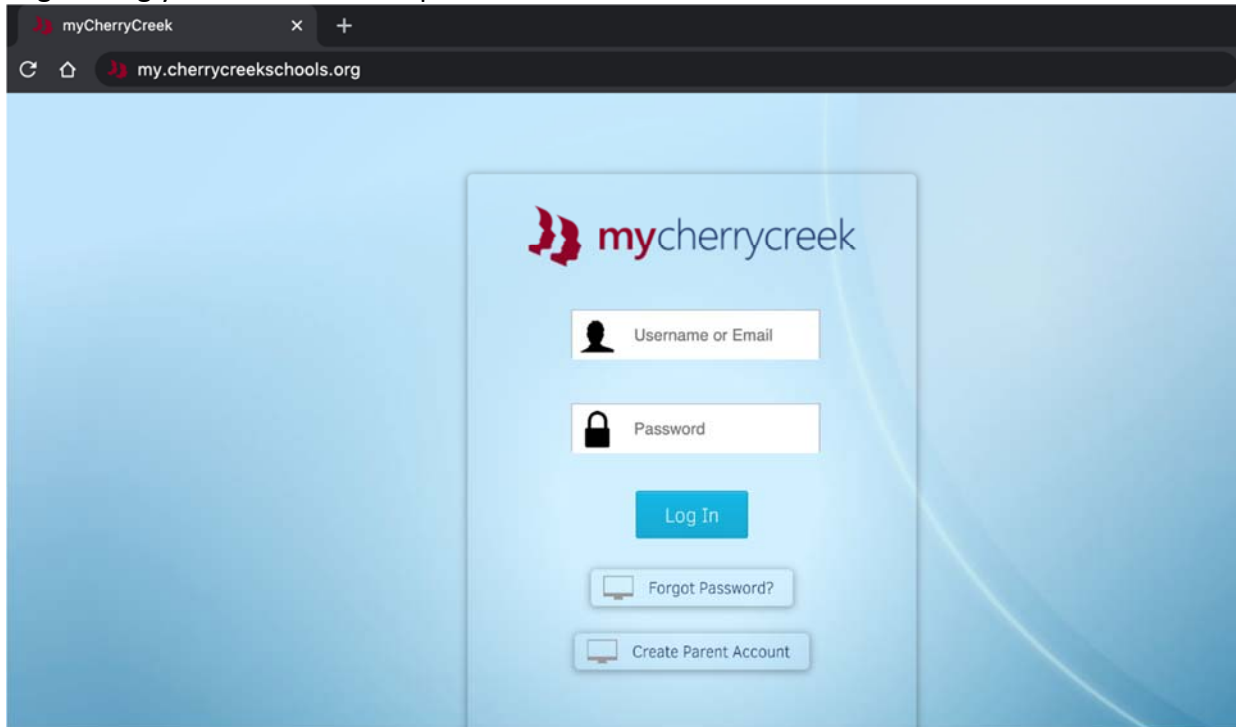 myCherryCreek
my.cherrycreekschools.org
mycherrycreek
Username or Email
Password
Log In
Forgot Password?
Create Parent Account